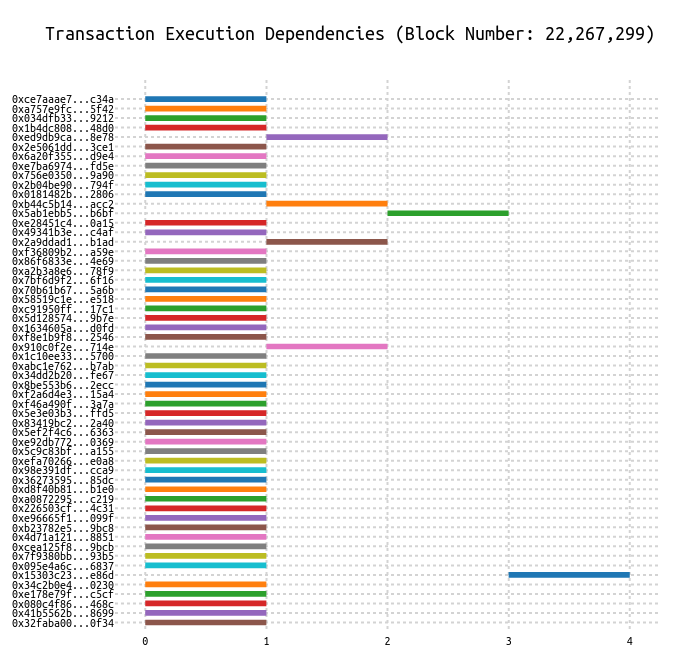 Transaction Execution Dependencies (Block Number: 22,267,299)
0xce7aaae7...c34a
0xa757e9fc...5f42
0x034dfb33...9212
0x1b4dc808...48d0
0xed9db9ca...8e78
0x2e5061dd...3ce1
0x6a20f355...d9e4
0xe7ba6974...fd5e
0x756e0350...9a90
0x2b04be90...794f
0x0181482b...2806
0xb44c5b14...acc2
0x5ab1ebb5...b6bf
0xe28451c4...0a15
0x49341b3e...c4af
0x2a9ddad1...b1ad
0xf36809b2...a59e
0x86f6833e...4e69
0xa2b3a8e6...78f9
0x7bf6d9f2...6f16
0x70b61b67...5a6b
0x58519c1e...e518
0xc91950ff...17c1
0x5d128574...9b7e
0x1634605a...d0fd
0xf8e1b9f8...2546
0x910c0f2e...714e
0x1c10ee33...5700
0xabc1e762...b7ab
0x34dd2b20...fe67
0x8be553b6...2ecc
0xf2a6d4e3...15a4
0xf46a490f...3a7a
0x5e3e03b3...ffd5
0x83419bc2...2a40
0x5ef2f4c6...6363
0xe92db772...0369
0x5c9c83bf...a155
0xefa70266...e0a8
0x98e391df...cca9
0x36273595...85dc
0xd8f40b81...b1e0
0xa0872295...c219
0x226503cf...4c31
0xe96665f1...099f
0xb23782e5...9bc8
0x4d71a121...8851
0xcea125f8...9bcb
0x7f9380bb...93b5
0x095e4a6c...6837
0x15303c23...e86d
0x34c2b0e4...0230
0xe178e79f...c5cf
0x080c4f86...468c
0x41b5562b...8699
0x32faba00...0f34
0 1 2 3 4